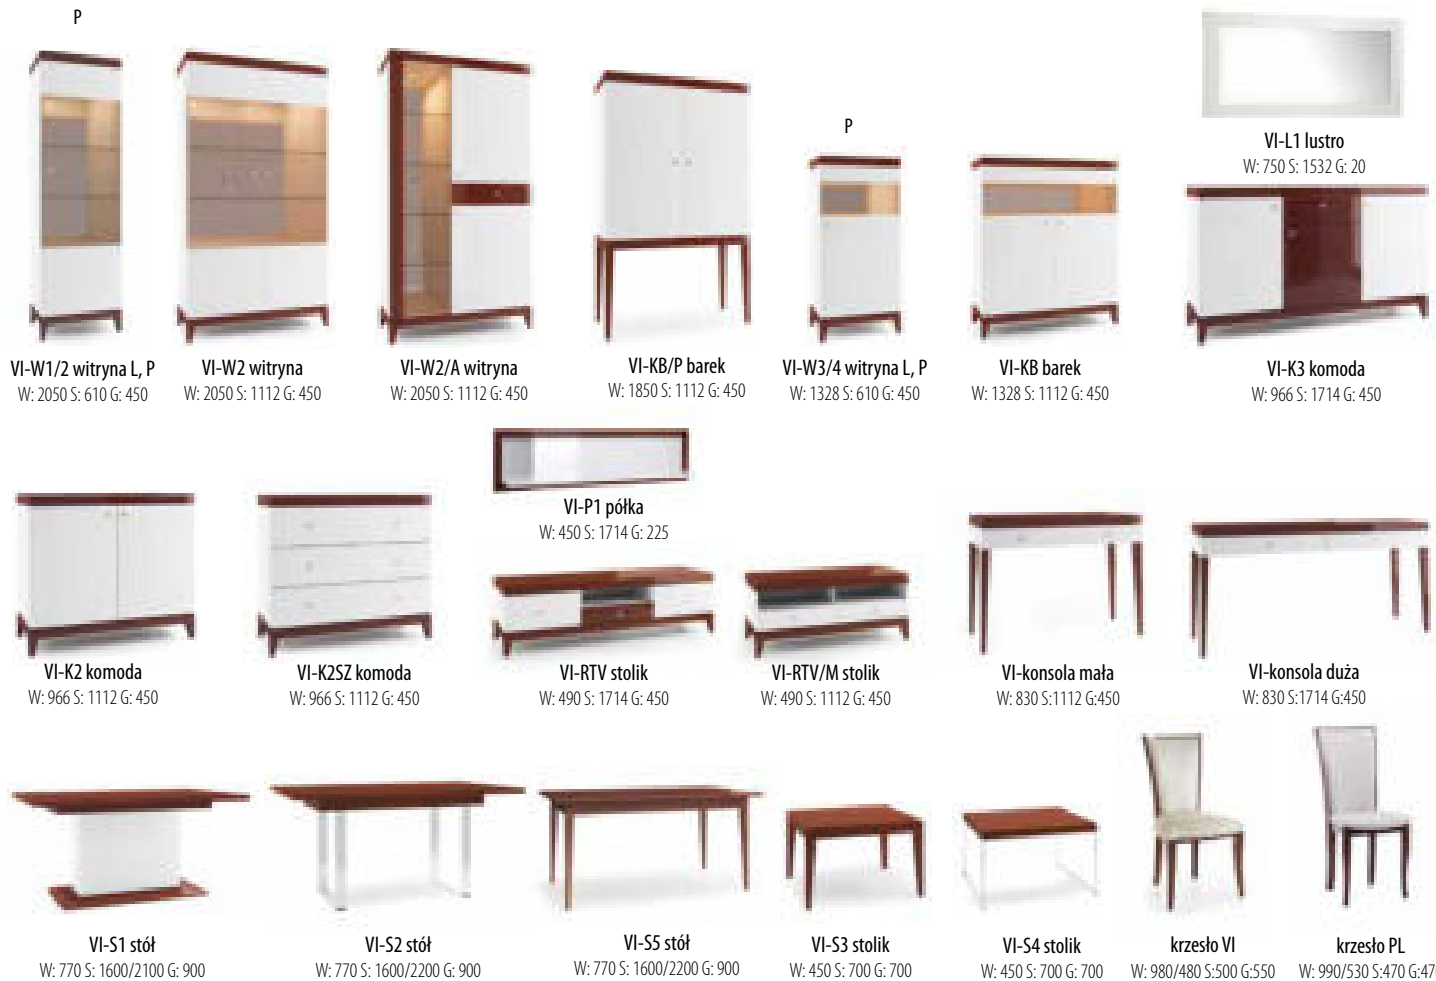 P
P
VI-L1 lustro
W: 750 S: 1532 G: 20
VI-W1/2 witryna L, P
W: 2050 S: 610 G: 450
VI-W2 witryna
W: 2050 S: 1112 G: 450
VI-W2/A witryna
W: 2050 S: 1112 G: 450
VI-KB/P barek
W: 1850 S: 1112 G: 450
VI-W3/4 witryna L, P
W: 1328 S: 610 G: 450
VI-KB barek
W: 1328 S: 1112 G: 450
VI-K3 komoda
W: 966 S: 1714 G: 450
VI-P1 półka
W: 450 S: 1714 G: 225
VI-K2 komoda
W: 966 S: 1112 G: 450
VI-K2SZ komoda
W: 966 S: 1112 G: 450
VI-RTV stolik
W: 490 S: 1714 G: 450
VI-RTV/M stolik
W: 490 S: 1112 G: 450
VI-konsola mała
W: 830 S:1112 G:450
VI-konsola duża
W: 830 S:1714 G:450
VI-S1 stół
W: 770 S: 1600/2100 G: 900
VI-S2 stół
W: 770 S: 1600/2200 G: 900
VI-S5 stół
W: 770 S: 1600/2200 G: 900
VI-S3 stolik
W: 450 S: 700 G: 700
VI-S4 stolik
W: 450 S: 700 G: 700
krzesło VI
W: 980/480 S:500 G:550
krzesło PL
W: 990/530 S:470 G:47